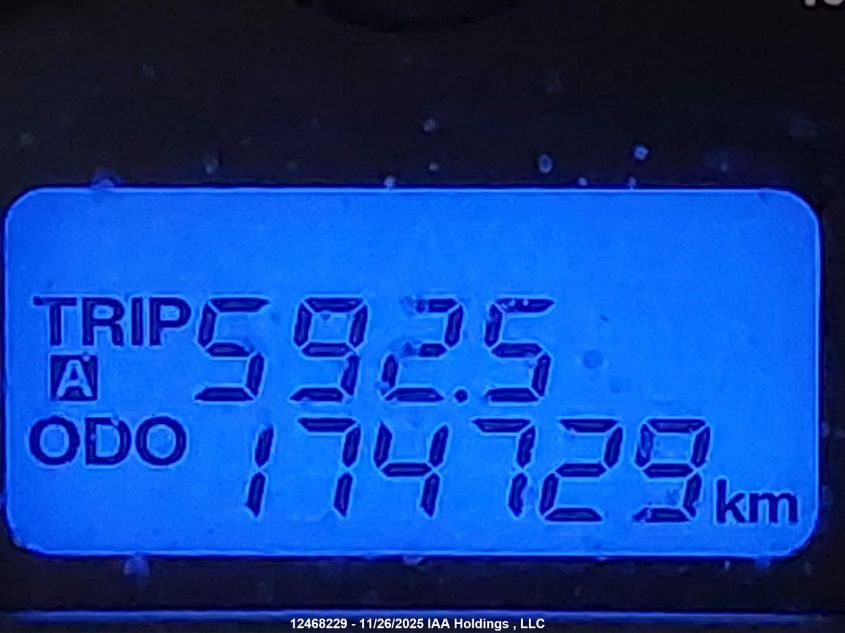 TRIP 592.5
A
ODO 174729 km
12468229 - 11/26/2025 IAA Holdings , LLC